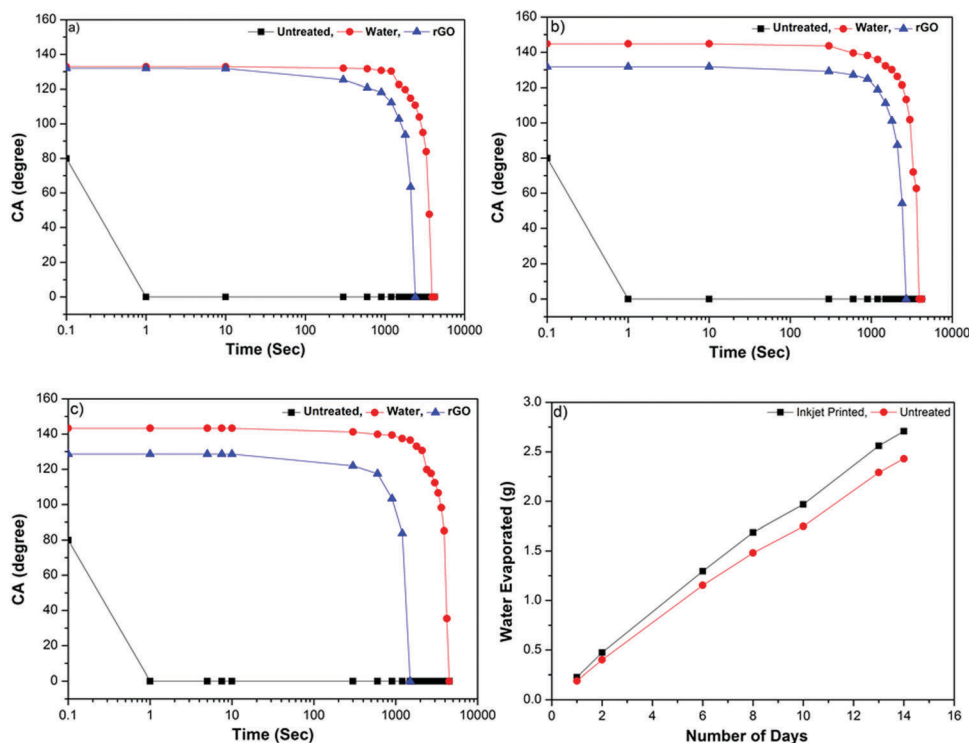 a)
Untreated, Water, rGO
CA (degree)
160
140
120
100
80
60
40
20
0
0.1 1 10 100 1000 10000
Time (Sec)
b)
Untreated, Water, rGO
CA (degree)
160
140
120
100
80
60
40
20
0
0.1 1 10 100 1000 10000
Time (Sec)
c)
Untreated, Water, rGO
CA (degree)
160
140
120
100
80
60
40
20
0
0.1 1 10 100 1000 10000
Time (Sec)
d)
Inkjet Printed, Untreated
Water Evaporated (g)
3.0
2.5
2.0
1.5
1.0
0.5
0.0
0 2 4 6 8 10 12 14 16
Number of Days